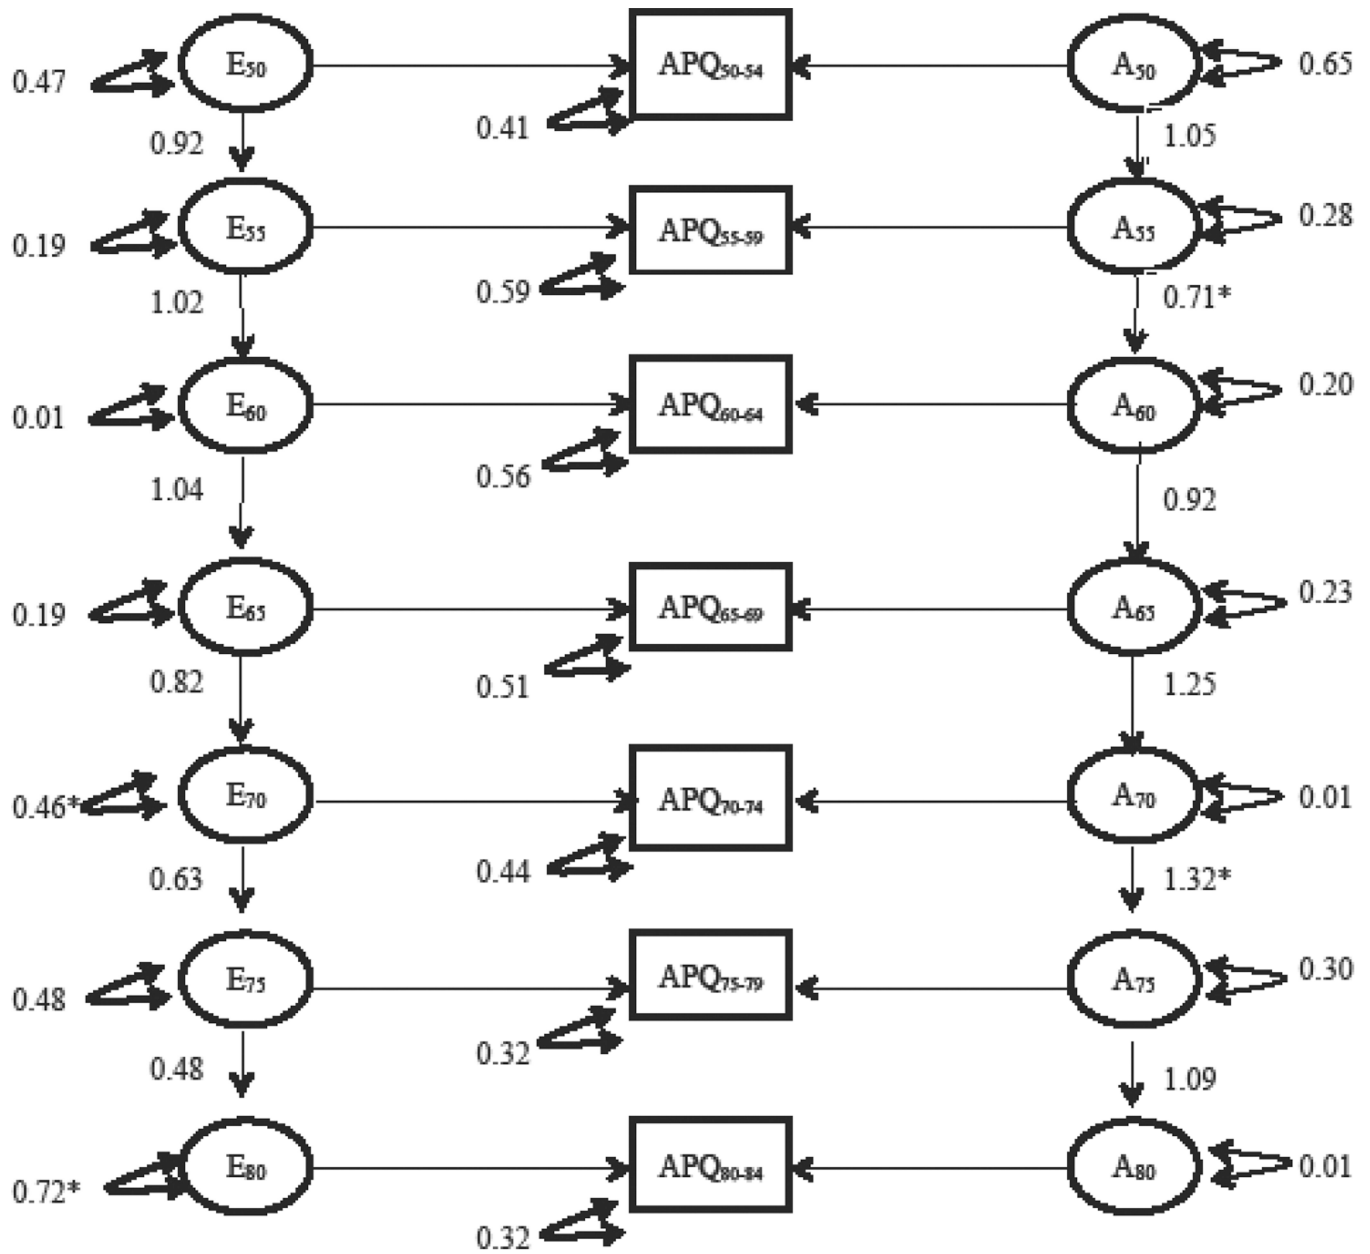 0.47 E50 APQ50-54 A50 0.65
0.41
0.92 1.05
0.19 E55 APQ55-59 A55 0.28
0.59
1.02 0.71*
0.01 E60 APQ60-64 A60 0.20
0.56
1.04 0.92
0.19 E65 APQ65-69 A65 0.23
0.51
0.82 1.25
0.46* E70 APQ70-74 A70 0.01
0.44
0.63 1.32*
0.48 E75 APQ75-79 A75 0.30
0.32
0.48 1.09
0.72* E80 APQ80-84 A80 0.01
0.32